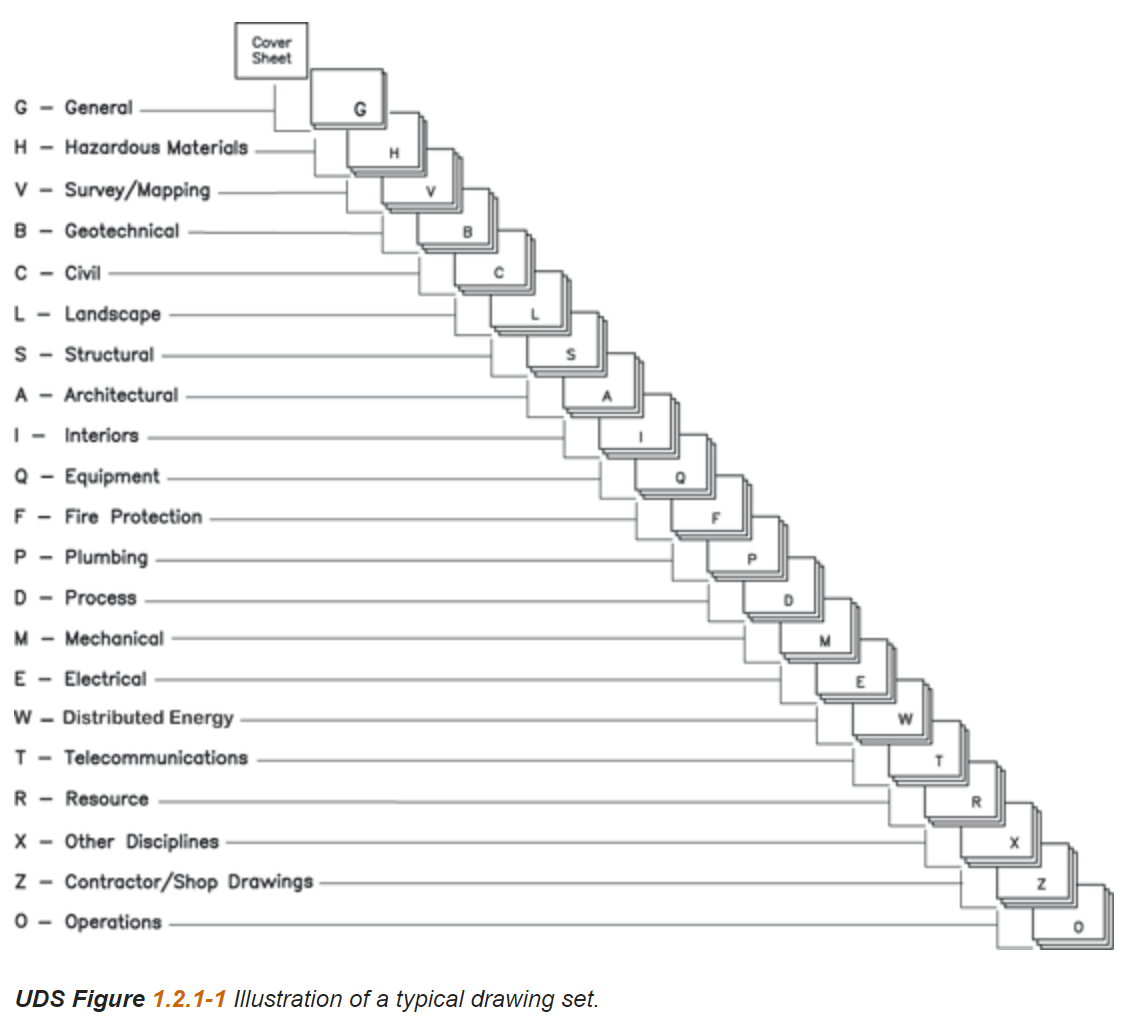 Cover
Sheet
G – General
G
H – Hazardous Materials
H
V – Survey/Mapping
V
B – Geotechnical
B
C – Civil
C
L – Landscape
L
S – Structural
S
A – Architectural
A
I – Interiors
I
Q – Equipment
Q
F – Fire Protection
F
P – Plumbing
P
D – Process
D
M – Mechanical
M
E – Electrical
E
W – Distributed Energy
W
T – Telecommunications
T
R – Resource
R
X – Other Disciplines
X
Z – Contractor/Shop Drawings
Z
O – Operations
O
UDS Figure 1.2.1-1 Illustration of a typical drawing set.